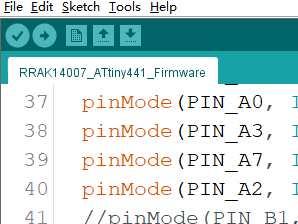 File Edit Sketch Tools Help
RRAK14007_ATtiny441_Firmware
37 pinMode(PIN_A0,
38 pinMode(PIN_A3,
39 pinMode(PIN_A7,
40 pinMode(PIN_A2,
41 //pinMode(PIN_B1,